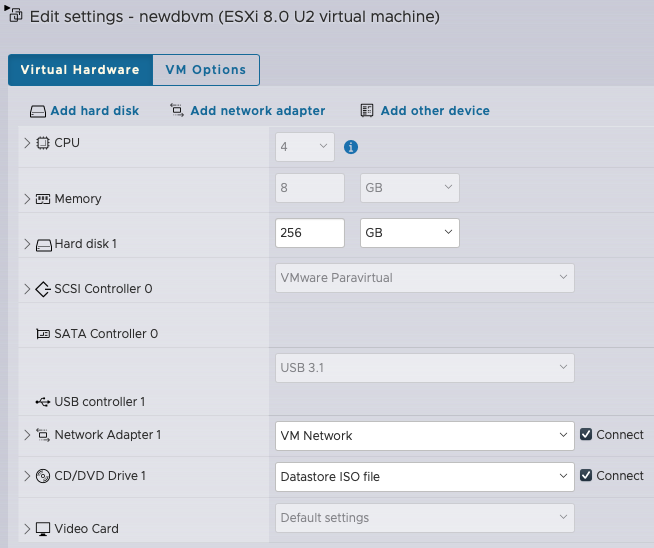 Edit settings - newdbvm (ESXi 8.0 U2 virtual machine)
Virtual Hardware VM Options
Add hard disk Add network adapter Add other device
CPU 4
Memory 8 GB
Hard disk 1 256 GB
SCSI Controller 0 VMware Paravirtual
SATA Controller 0
USB controller 1 USB 3.1
Network Adapter 1 VM Network Connect
CD/DVD Drive 1 Datastore ISO file Connect
Video Card Default settings